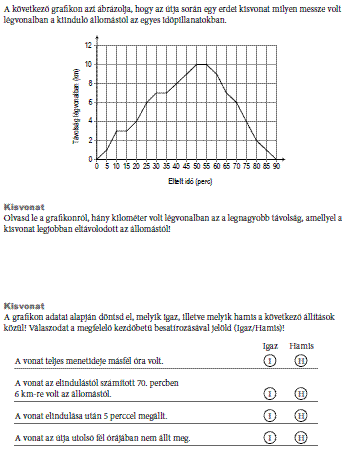 A következő grafikon azt ábrázolja, hogy az útja során egy erdei kisvonat milyen messze volt
légvonalban a kiinduló állomástól az egyes időpillanatokban.
Távolság légvonalban (km)
12
10
8
6
4
2
0
0 5 10 15 20 25 30 35 40 45 50 55 60 65 70 75 80 85 90
Eltelt idő (perc)
Kisvonat
Olvasd le a grafikonról, hány kilométer volt légvonalban az a legnagyobb távolság, amellyel a
kisvonat legjobban eltávolodott az állomástól!
Kisvonat
A grafikon adatai alapján döntsd el, melyik igaz, illetve melyik hamis a következő állítások
közül! Válaszodat a megfelelő kezdőbetű besatírozásával jelöld (Igaz/Hamis)!
Igaz Hamis
A vonat teljes menetideje másfél óra volt. I H
A vonat az elindulástól számított 70. percben
6 km-re volt az állomástól. I H
A vonat elindulása után 5 perccel megállt. I H
A vonat az útja utolsó fél órájában nem állt meg. I H